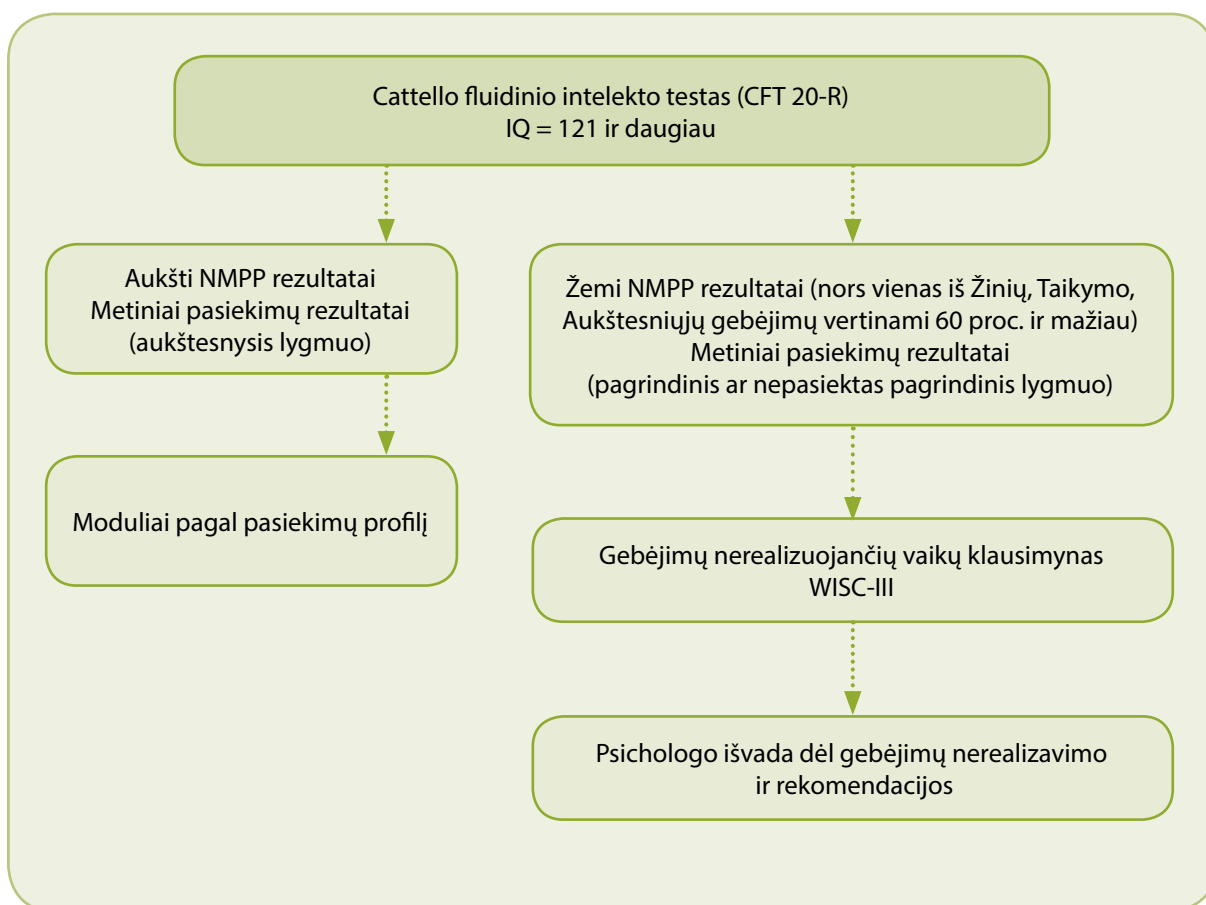 Cattello fluidinio intelekto testas (CFT 20-R)
IQ = 121 ir daugiau
Aukšti NMPP rezultatai
Metiniai pasiekimų rezultatai
(aukštesnysis lygmuo)
Moduliai pagal pasiekimų profilį
Žemi NMPP rezultatai (nors vienas iš Žinių, Taikymo,
Aukštesniųjų gebėjimų vertinami 60 proc. ir mažiau)
Metiniai pasiekimų rezultatai
(pagrindinis ar nepasiektas pagrindinis lygmuo)
Gebėjimų nerealizuojančių vaikų klausimynas
WISC-III
Psichologo išvada dėl gebėjimų nerealizavimo
ir rekomendacijos